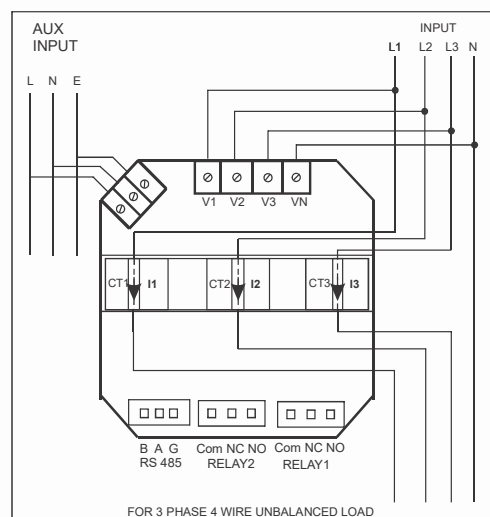 AUX
INPUT
L N E
INPUT
L1 L2 L3 N
V1 V2 V3 VN
CT1 I1 CT2 I2 CT3 I3
B A G
RS 485
Com NC NO
RELAY2
Com NC NO
RELAY1
FOR 3 PHASE 4 WIRE UNBALANCED LOAD